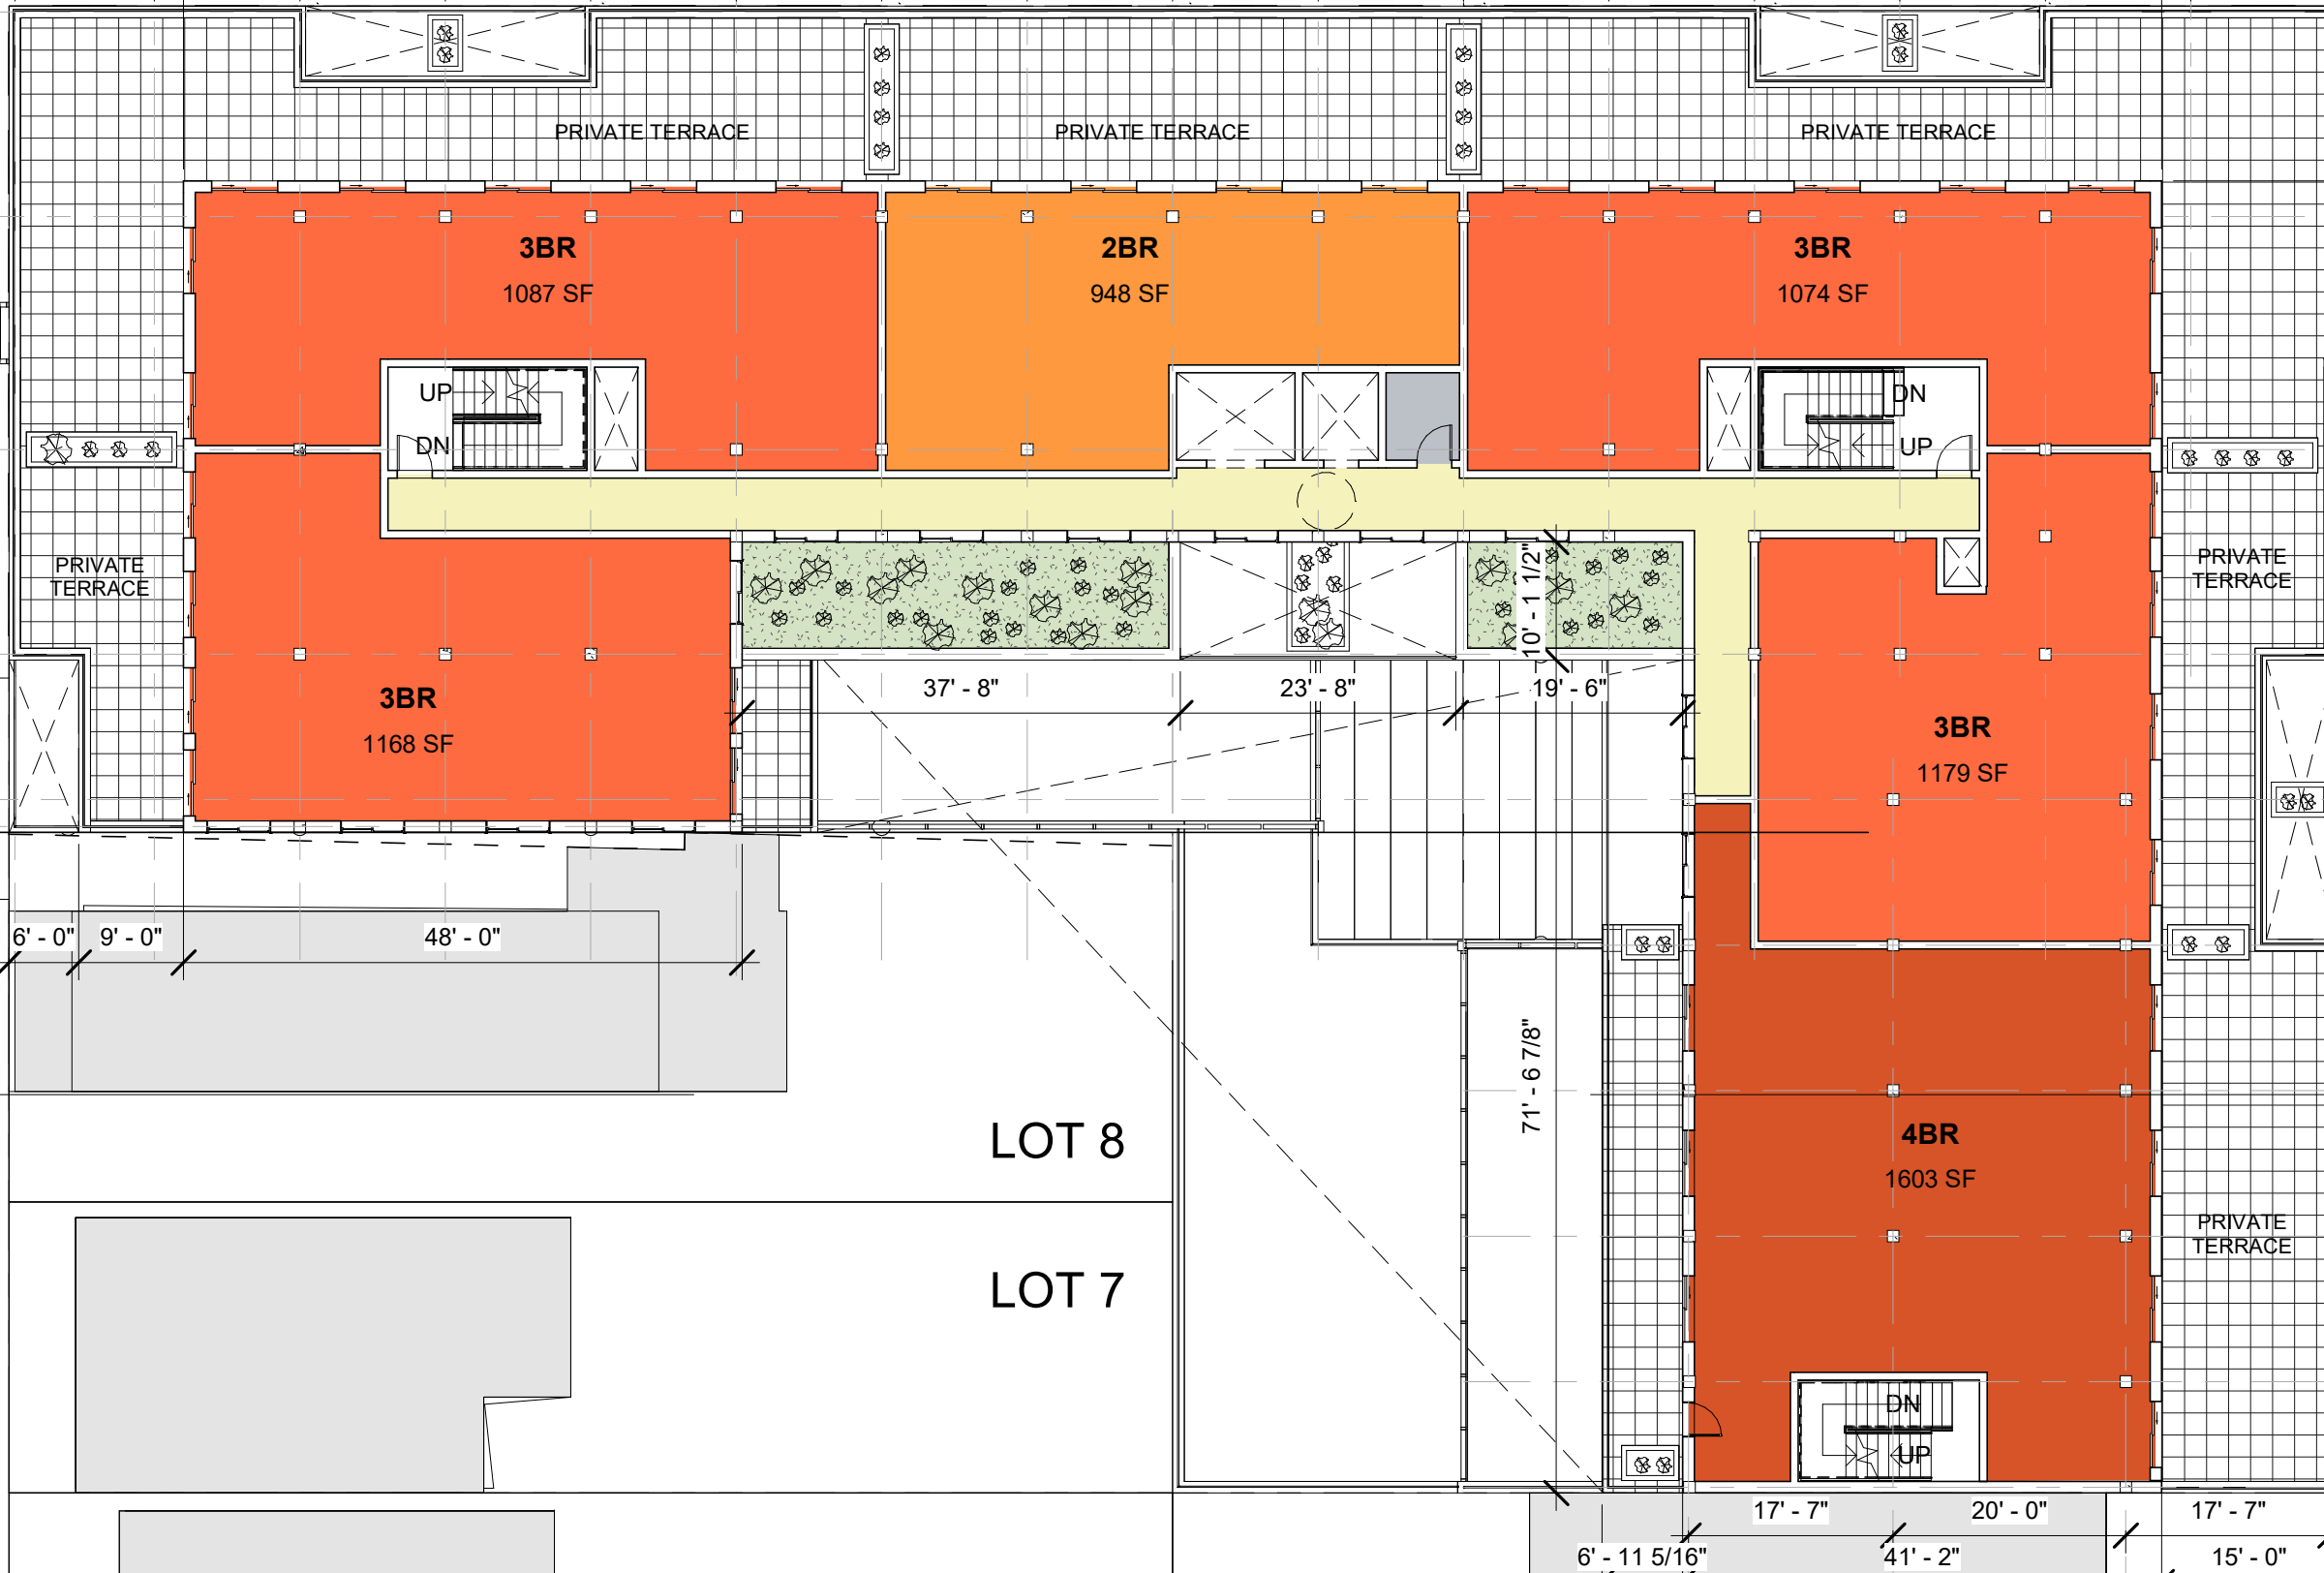 PRIVATE TERRACE
PRIVATE TERRACE
PRIVATE TERRACE
3BR
1087 SF
2BR
948 SF
3BR
1074 SF
UP
DN
DN
UP
PRIVATE
TERRACE
PRIVATE
TERRACE
10' - 1 1/2"
37' - 8"
23' - 8"
19' - 6"
3BR
1168 SF
3BR
1179 SF
6' - 0"
9' - 0"
48' - 0"
71' - 6 7/8"
LOT 8
4BR
1603 SF
PRIVATE
TERRACE
LOT 7
DN
UP
17' - 7"
20' - 0"
17' - 7"
6' - 11 5/16"
41' - 2"
15' - 0"